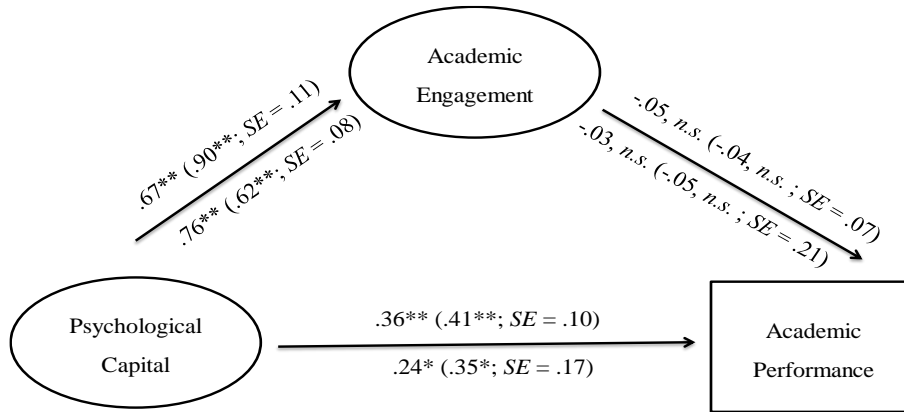 Academic
Engagement
.67** (.90**; SE = .11)
.76** (.62**; SE = .08)
-.05, n.s. (-.04, n.s. ; SE = .07)
-.03, n.s. (-.05, n.s. ; SE = .21)
Psychological
Capital
.36** (.41**; SE = .10)
.24* (.35*; SE = .17)
Academic
Performance